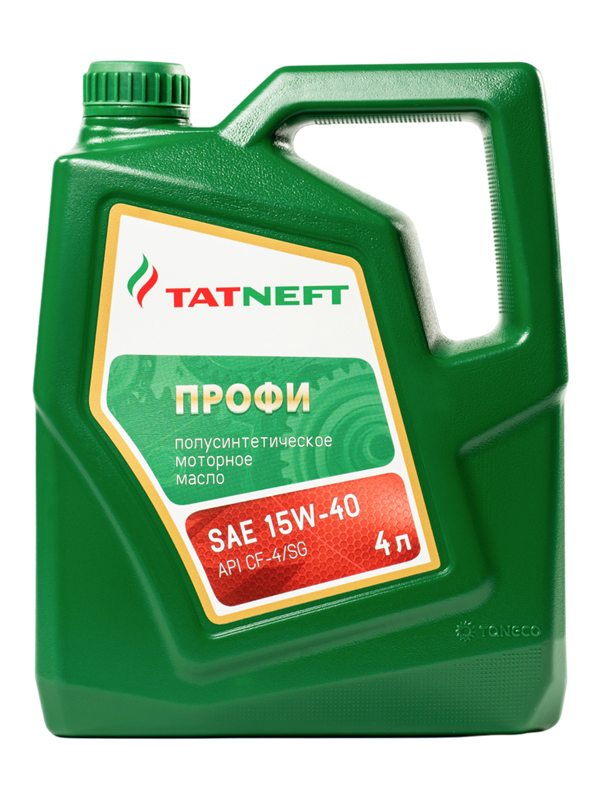 TATNEFT
ПРОФИ
полусинтетическое
моторное
масло
SAE 15W-40
API CF-4/SG
4 л
TANECO